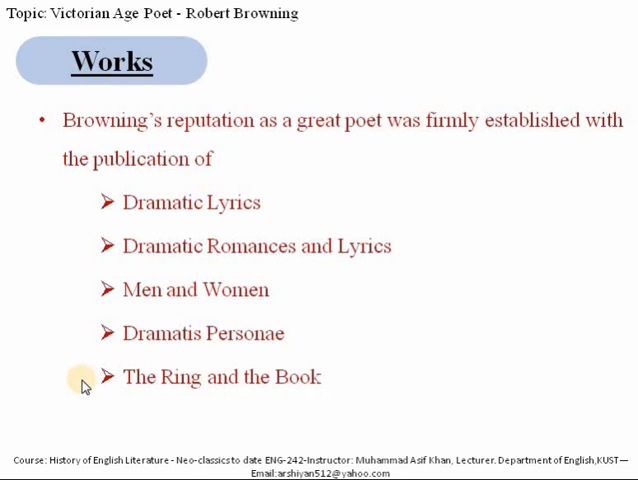 Topic: Victorian Age Poet - Robert Browning
Works
• Browning's reputation as a great poet was firmly established with
the publication of
➢ Dramatic Lyrics
➢ Dramatic Romances and Lyrics
➢ Men and Women
➢ Dramatis Personae
➢ The Ring and the Book
Course: History of English Literature - Neo-classics to date ENG-242-Instructor: Muhammad Asif Khan, Lecturer. Department of English,KUST—
Email:arshiyan512@yahoo.com